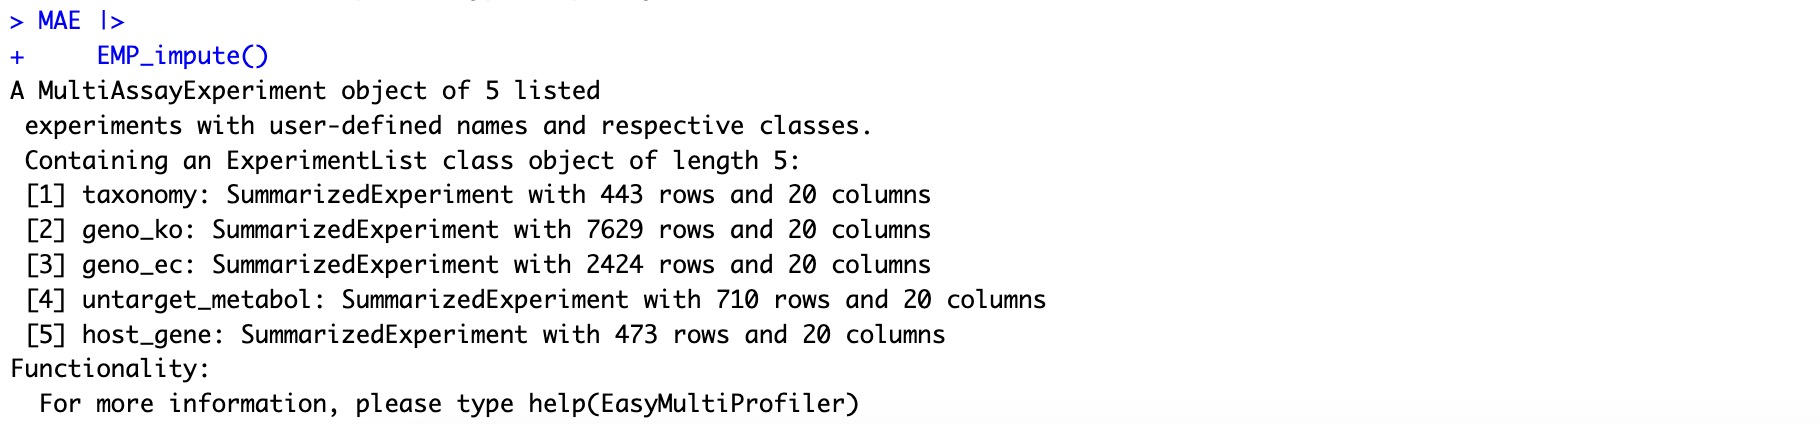 > MAE |>
+     EMP_impute()
A MultiAssayExperiment object of 5 listed
 experiments with user-defined names and respective classes.
 Containing an ExperimentList class object of length 5:
 [1] taxonomy: SummarizedExperiment with 443 rows and 20 columns
 [2] geno_ko: SummarizedExperiment with 7629 rows and 20 columns
 [3] geno_ec: SummarizedExperiment with 2424 rows and 20 columns
 [4] untarget_metabol: SummarizedExperiment with 710 rows and 20 columns
 [5] host_gene: SummarizedExperiment with 473 rows and 20 columns
Functionality:
  For more information, please type help(EasyMultiProfiler)